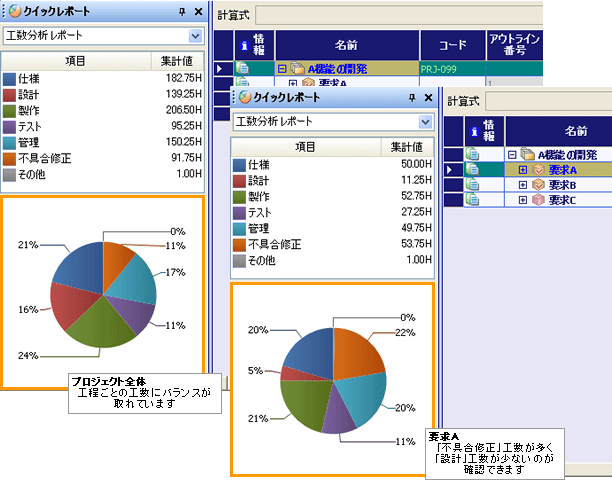 クイックレポート
工数分析レポート
項目 集計値
仕様 182.75H
設計 139.25H
製作 206.50H
テスト 95.25H
管理 150.25H
不具合修正 91.75H
その他 1.00H
0%
11%
17%
11%
24%
16%
21%
プロジェクト全体
工程ごとの工数にバランスが
取れています
計算式
情報 名前 コード アウトライン番号
A機能の開発 PRJ-099
要求A 1
クイックレポート
工数分析レポート
項目 集計値
仕様 50.00H
設計 11.25H
製作 52.75H
テスト 27.25H
管理 49.75H
不具合修正 53.75H
その他 1.00H
0%
22%
20%
11%
21%
5%
20%
要求A
「不具合修正」工数が多く
「設計」工数が少ないのが
確認できます
計算式
情報 名前
A機能の開発
要求A
要求B
要求C